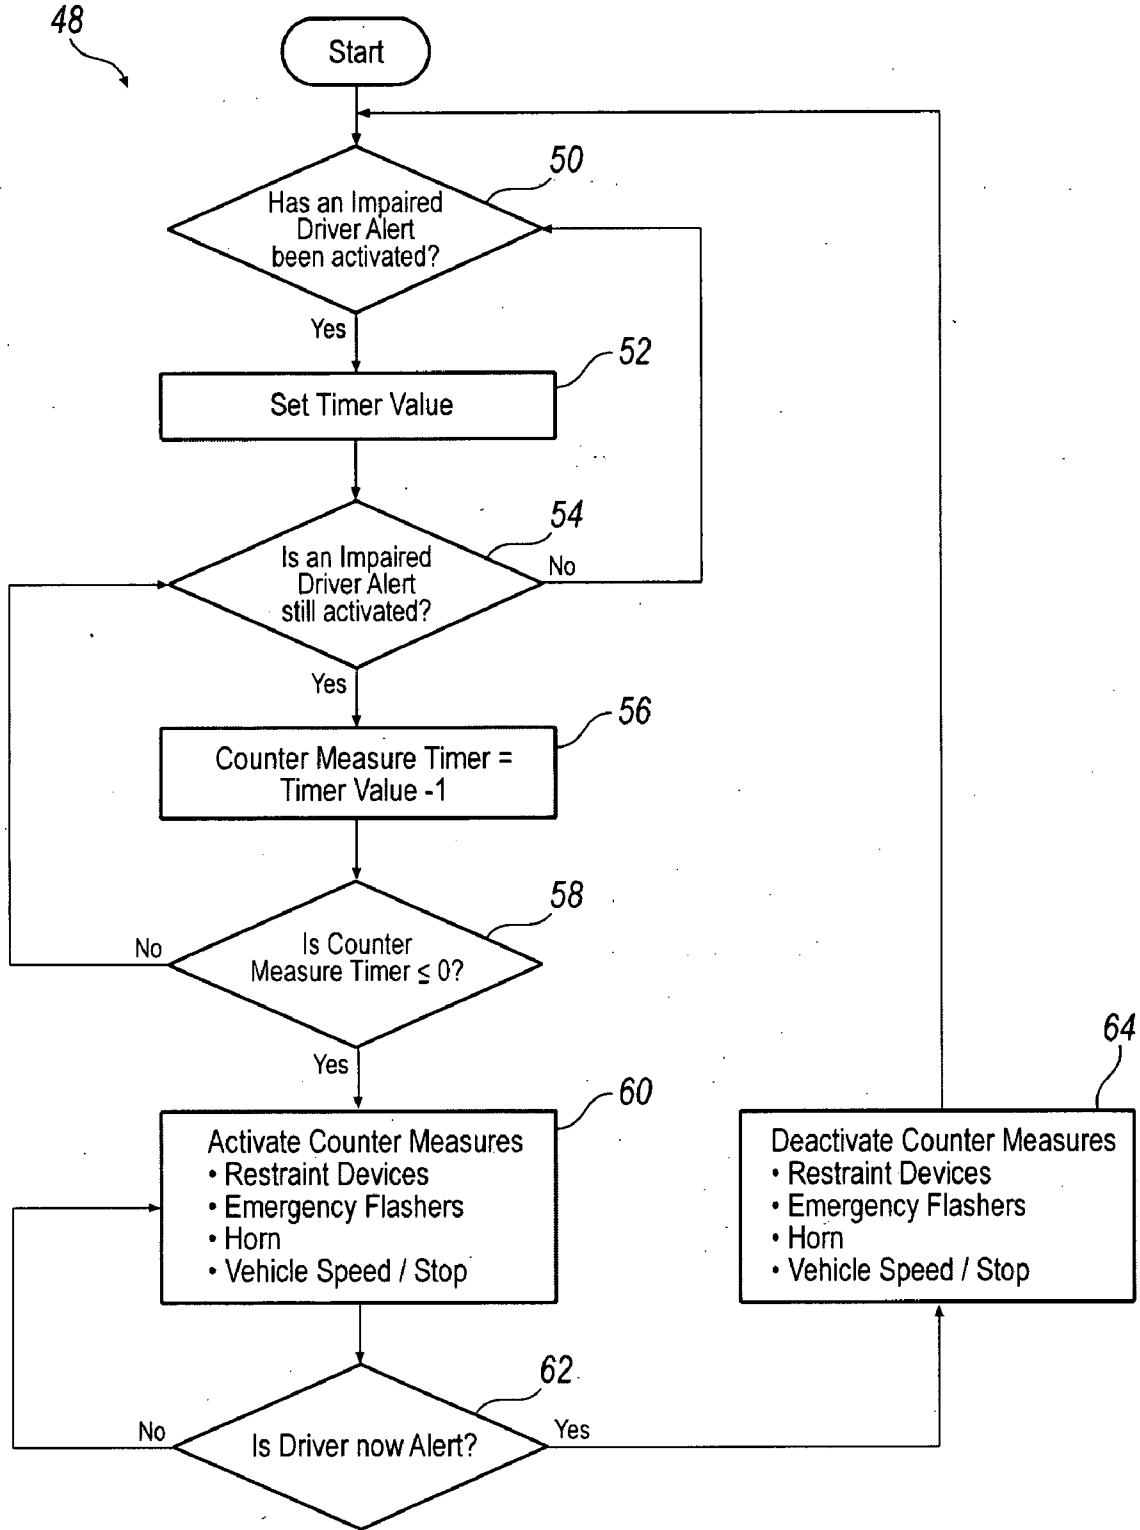 48
Start
50
Has an Impaired
Driver Alert
been activated?
Yes
52
Set Timer Value
54
Is an Impaired
Driver Alert
still activated?
No
Yes
56
Counter Measure Timer =
Timer Value -1
58
Is Counter
Measure Timer ≤ 0?
No
Yes
60
Activate Counter Measures
• Restraint Devices
• Emergency Flashers
• Horn
• Vehicle Speed / Stop
64
Deactivate Counter Measures
• Restraint Devices
• Emergency Flashers
• Horn
• Vehicle Speed / Stop
62
Is Driver now Alert?
No
Yes